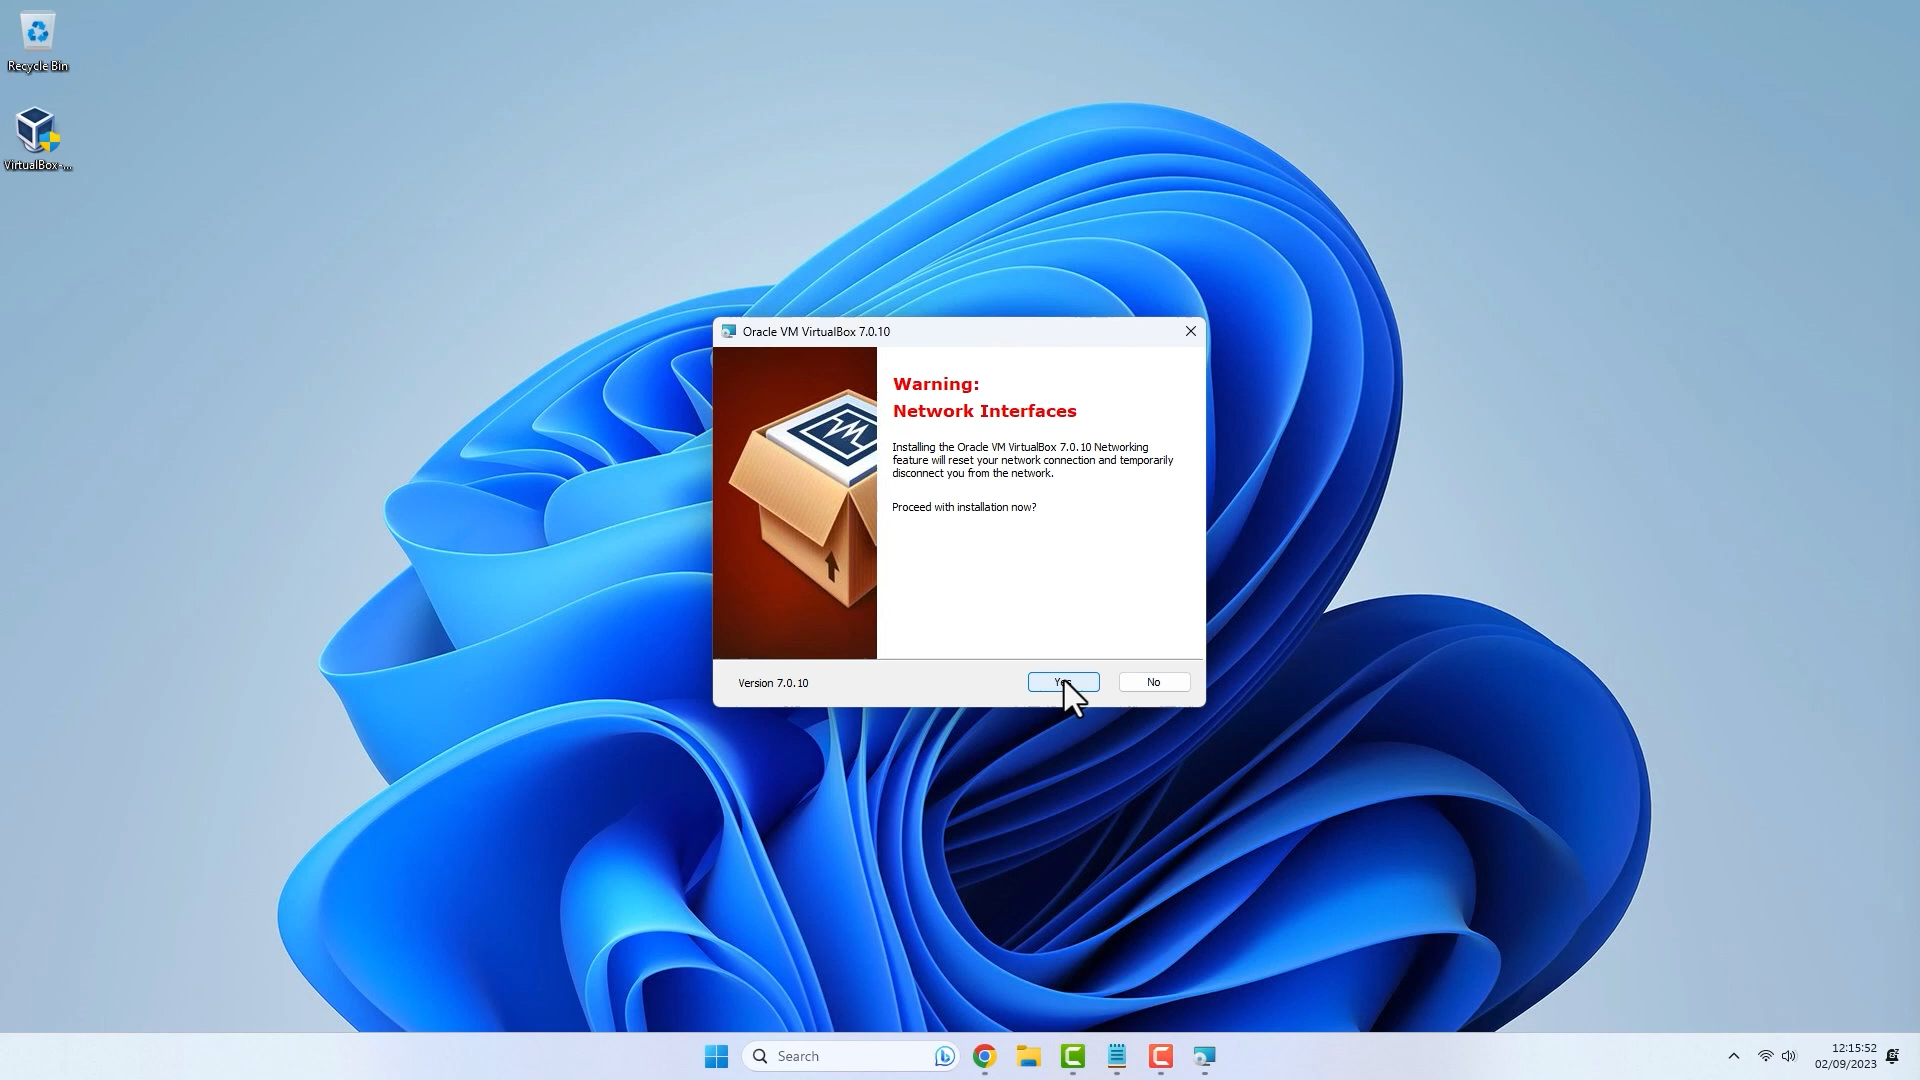 Recycle Bin
VirtualBox-...
Oracle VM VirtualBox 7.0.10
Warning:
Network Interfaces
Installing the Oracle VM VirtualBox 7.0.10 Networking
feature will reset your network connection and temporarily
disconnect you from the network.
Proceed with installation now?
Version 7.0.10
Yes
No
Search
12:15:52
02/09/2023